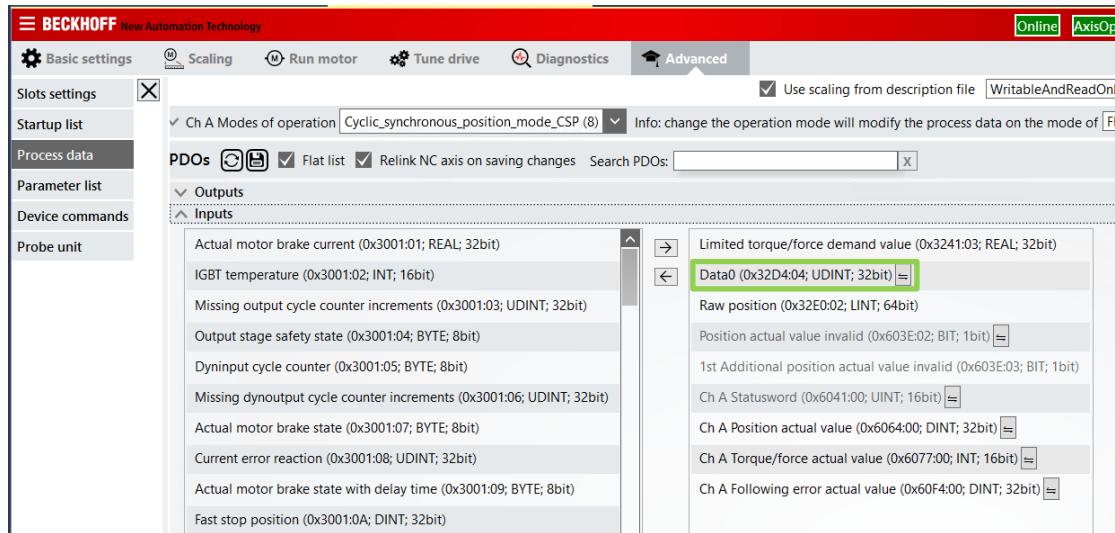 BECKHOFF New Automation Technology
Online AxisOp
Basic settings Scaling Run motor Tune drive Diagnostics Advanced
Slots settings
Startup list
Process data
Parameter list
Device commands
Probe unit
Use scaling from description file WritableAndReadOnl
Ch A Modes of operation Cyclic_synchronous_position_mode_CSP (8) Info: change the operation mode will modify the process data on the mode of
PDOs Flat list Relink NC axis on saving changes Search PDOs: X
Outputs
Inputs
Actual motor brake current (0x3001:01; REAL; 32bit)
IGBT temperature (0x3001:02; INT; 16bit)
Missing output cycle counter increments (0x3001:03; UDINT; 32bit)
Output stage safety state (0x3001:04; BYTE; 8bit)
Dyninput cycle counter (0x3001:05; BYTE; 8bit)
Missing dynoutput cycle counter increments (0x3001:06; UDINT; 32bit)
Actual motor brake state (0x3001:07; BYTE; 8bit)
Current error reaction (0x3001:08; UDINT; 32bit)
Actual motor brake state with delay time (0x3001:09; BYTE; 8bit)
Fast stop position (0x3001:0A; DINT; 32bit)
Limited torque/force demand value (0x3241:03; REAL; 32bit)
Data0 (0x32D4:04; UDINT; 32bit)
Raw position (0x32E0:02; LINT; 64bit)
Position actual value invalid (0x603E:02; BIT; 1bit)
1st Additional position actual value invalid (0x603E:03; BIT; 1bit)
Ch A Statusword (0x6041:00; UINT; 16bit)
Ch A Position actual value (0x6064:00; DINT; 32bit)
Ch A Torque/force actual value (0x6077:00; INT; 16bit)
Ch A Following error actual value (0x60F4:00; DINT; 32bit)